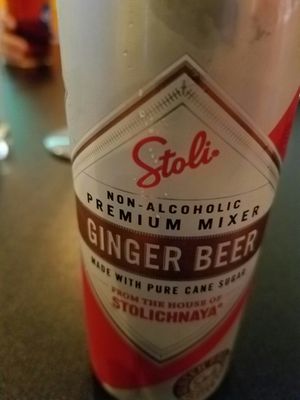 Stoli.
NON-ALCOHOLIC
PREMIUM MIXER
GINGER BEER
MADE WITH PURE CANE SUGAR
FROM THE HOUSE OF
STOLICHNAYA®